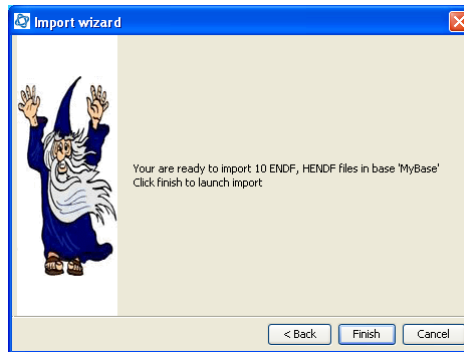 Import wizard
Your are ready to import 10 ENDF, HENDF files in base 'MyBase'
Click finish to launch import
< Back
Finish
Cancel